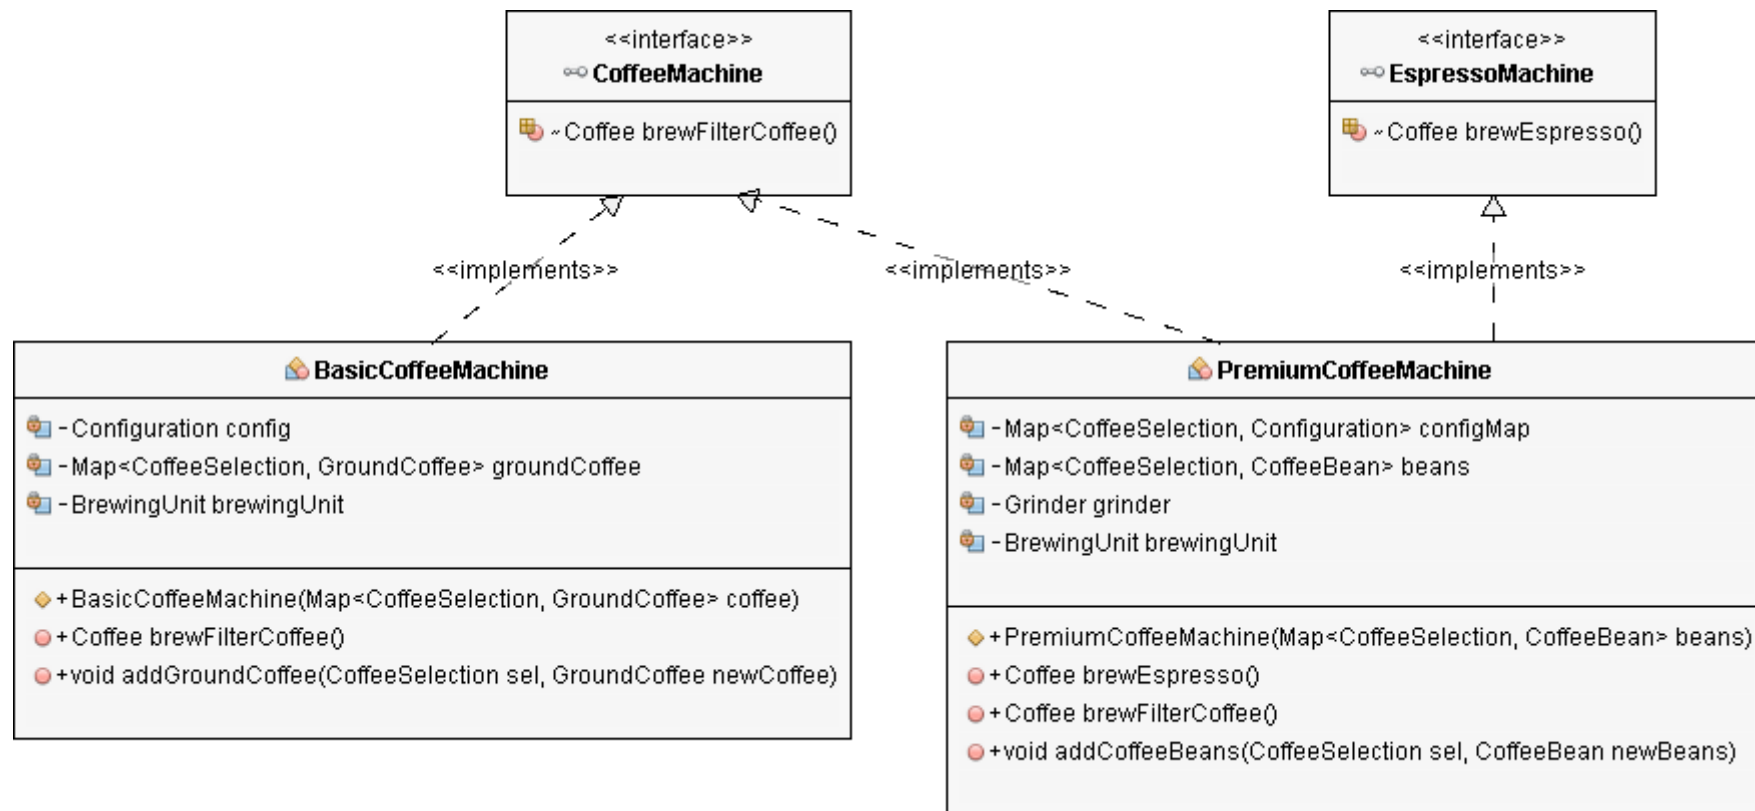 <<interface>>
CoffeeMachine
~Coffee brewFilterCoffee()
<<interface>>
EspressoMachine
~Coffee brewEspresso()
<<implements>>
<<implements>>
<<implements>>
BasicCoffeeMachine
-Configuration config
-Map<CoffeeSelection, GroundCoffee> groundCoffee
-BrewingUnit brewingUnit
+BasicCoffeeMachine(Map<CoffeeSelection, GroundCoffee> coffee)
+Coffee brewFilterCoffee()
+void addGroundCoffee(CoffeeSelection sel, GroundCoffee newCoffee)
PremiumCoffeeMachine
-Map<CoffeeSelection, Configuration> configMap
-Map<CoffeeSelection, CoffeeBean> beans
-Grinder grinder
-BrewingUnit brewingUnit
+PremiumCoffeeMachine(Map<CoffeeSelection, CoffeeBean> beans)
+Coffee brewEspresso()
+Coffee brewFilterCoffee()
+void addCoffeeBeans(CoffeeSelection sel, CoffeeBean newBeans)